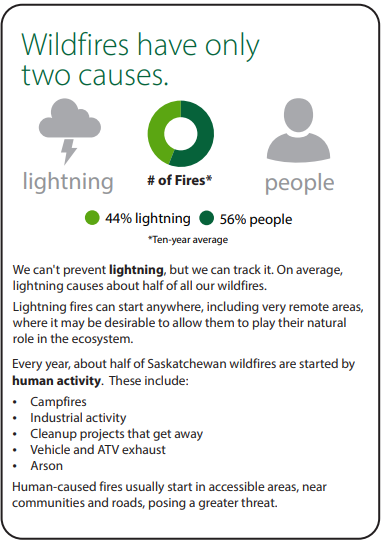 Wildfires have only
two causes.
lightning
# of Fires*
people
44% lightning 56% people
*Ten-year average
We can't prevent lightning, but we can track it. On average,
lightning causes about half of all our wildfires.
Lightning fires can start anywhere, including very remote areas,
where it may be desirable to allow them to play their natural
role in the ecosystem.
Every year, about half of Saskatchewan wildfires are started by
human activity. These include:
• Campfires
• Industrial activity
• Cleanup projects that get away
• Vehicle and ATV exhaust
• Arson
Human-caused fires usually start in accessible areas, near
communities and roads, posing a greater threat.